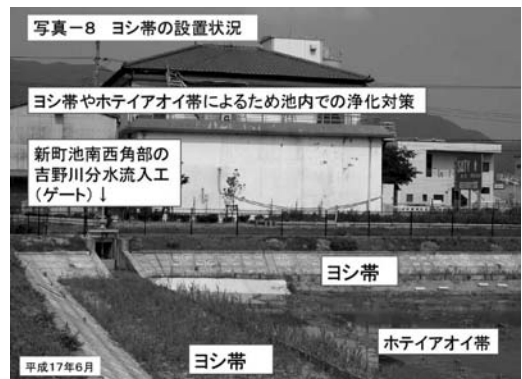 写真－8　ヨシ帯の設置状況
ヨシ帯やホテイアオイ帯によるため池内での浄化対策
新町池南西角部の
吉野川分水流入工
(ゲート)↓
ヨシ帯
ホテイアオイ帯
ヨシ帯
平成17年6月